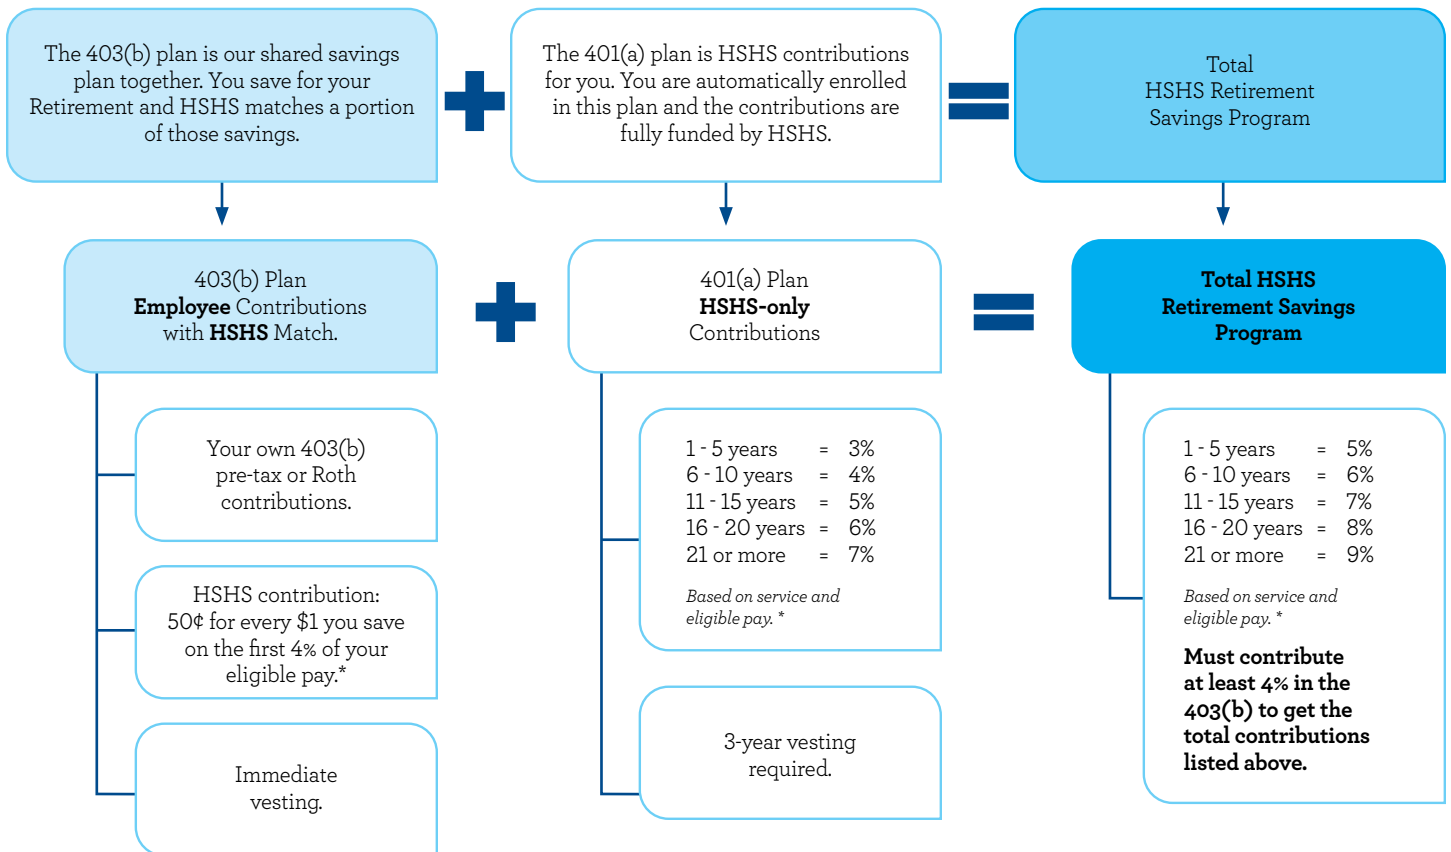 The 403(b) plan is our shared savings
plan together. You save for your
Retirement and HSHS matches a portion
of those savings.
The 401(a) plan is HSHS contributions
for you. You are automatically enrolled
in this plan and the contributions are
fully funded by HSHS.
Total
HSHS Retirement
Savings Program
403(b) Plan
Employee Contributions
with HSHS Match.
401(a) Plan
HSHS-only
Contributions
Total HSHS
Retirement Savings
Program
Your own 403(b)
pre-tax or Roth
contributions.
HSHS contribution:
50¢ for every $1 you save
on the first 4% of your
eligible pay.*
Immediate
vesting.
1 - 5 years = 3%
6 - 10 years = 4%
11 - 15 years = 5%
16 - 20 years = 6%
21 or more = 7%
Based on service and
eligible pay. *
3-year vesting
required.
1 - 5 years = 5%
6 - 10 years = 6%
11 - 15 years = 7%
16 - 20 years = 8%
21 or more = 9%
Based on service and
eligible pay. *
Must contribute
at least 4% in the
403(b) to get the
total contributions
listed above.